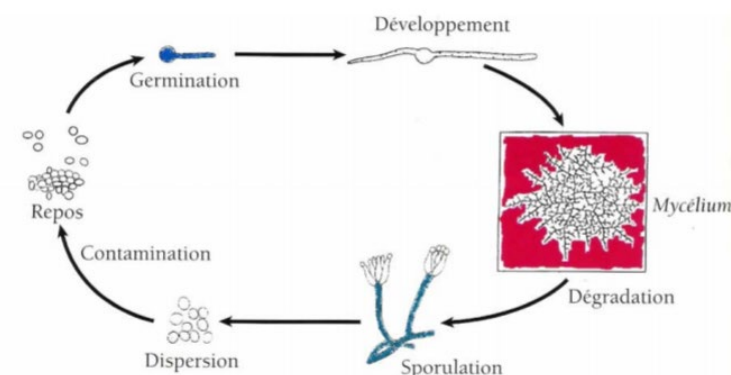 Développement
Germination
Mycélium
Repos
Contamination
Dégradation
Dispersion
Sporulation